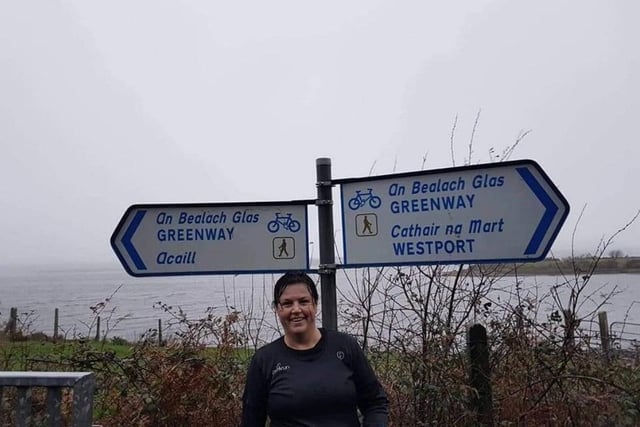 An Bealach Glas
GREENWAY
Acaill
An Bealach Glas
GREENWAY
Cathair na Mart
WESTPORT